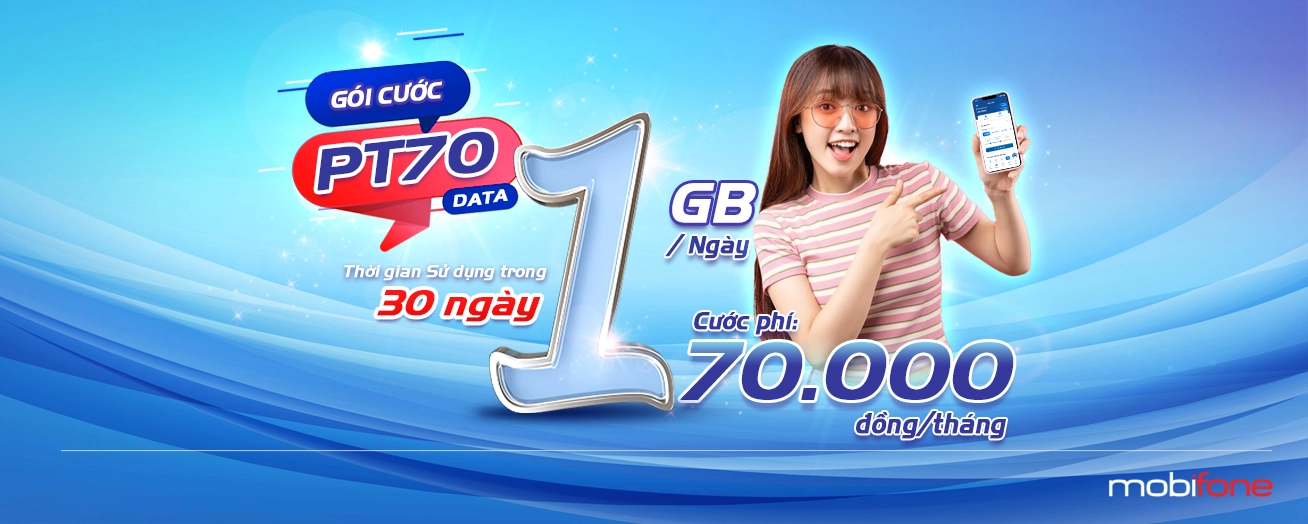 GÓI CƯỚC
PT70
DATA
Thời gian Sử dụng trong
30 ngày
1
GB
/ Ngày
Cước phí:
70.000
đồng/tháng
mobifone